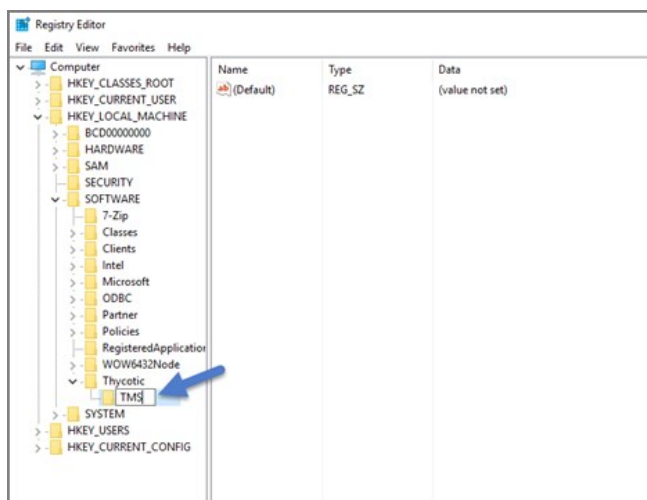 Registry Editor
File Edit View Favorites Help
Computer
HKEY_CLASSES_ROOT
HKEY_CURRENT_USER
HKEY_LOCAL_MACHINE
BCD00000000
HARDWARE
SAM
SECURITY
SOFTWARE
7-Zip
Classes
Clients
Intel
Microsoft
ODBC
Partner
Policies
RegisteredApplication
WOW6432Node
Thycotic
TMS
SYSTEM
HKEY_USERS
HKEY_CURRENT_CONFIG
Name Type Data
ab (Default) REG_SZ (value not set)